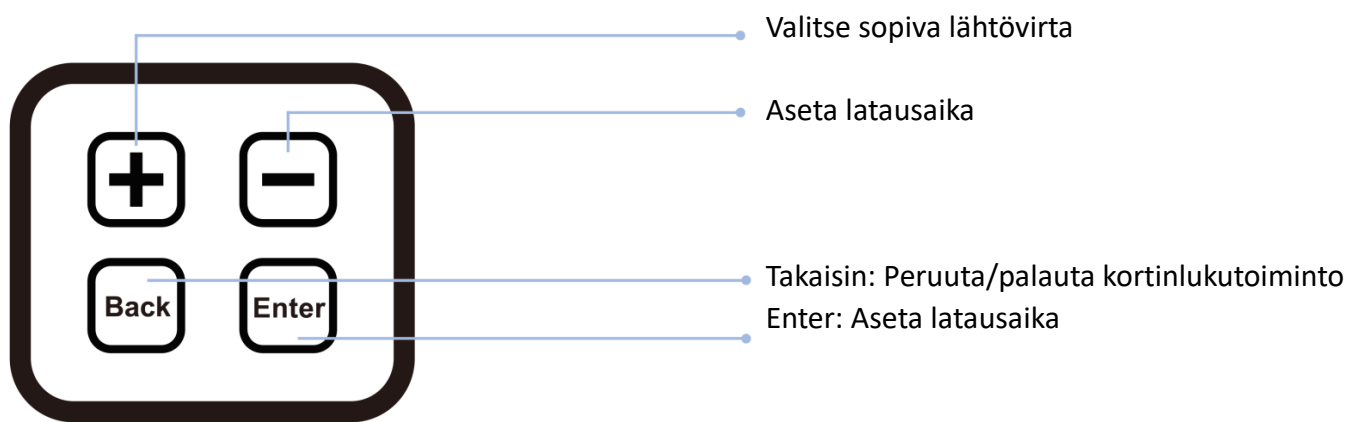 Valitse sopiva lähtövirta
Aseta latausaika
+ −
Back Enter
Takaisin: Peruuta/palauta kortinlukutoiminto
Enter: Aseta latausaika